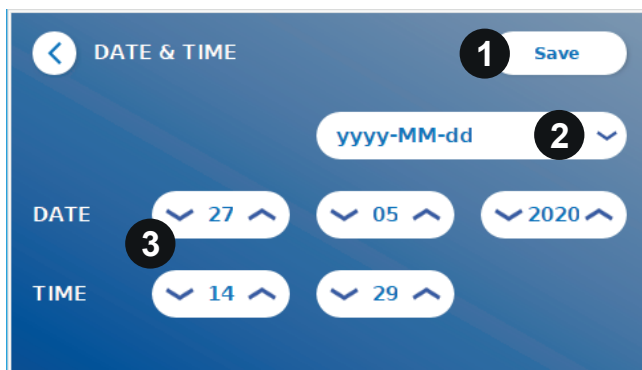 DATE & TIME 1 Save
yyyy-MM-dd 2
DATE 27 05 2020
3
TIME 14 29